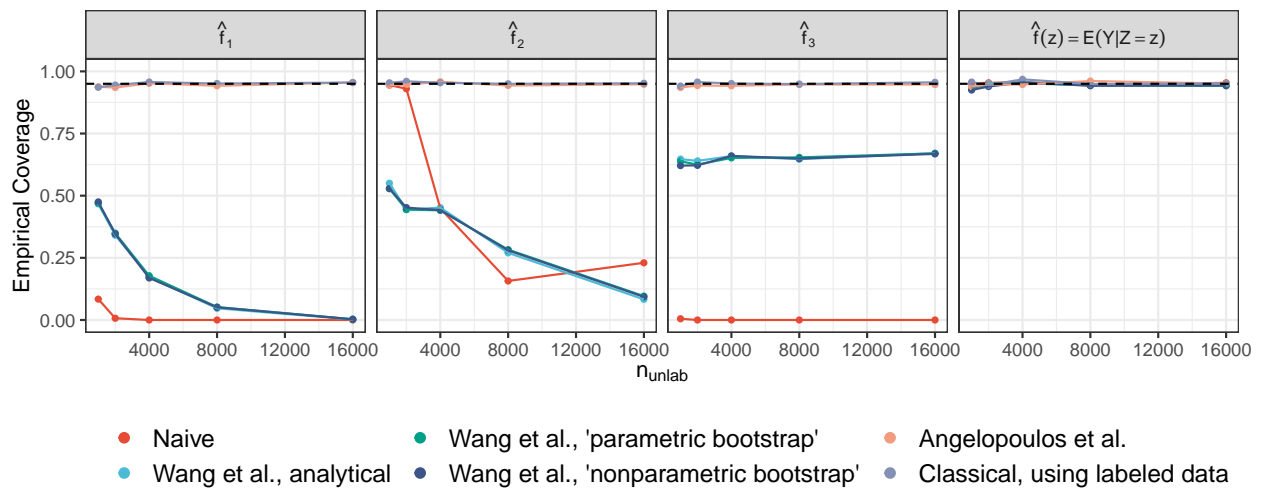 f̂₁ f̂₂ f̂₃ f̂(z) = E(Y|Z = z)
Empirical Coverage
1.00
0.75
0.50
0.25
0.00
4000 8000 12000 16000 4000 8000 12000 16000 4000 8000 12000 16000 4000 8000 12000 16000
n_unlab
Naive
Wang et al., analytical
Wang et al., 'parametric bootstrap'
Wang et al., 'nonparametric bootstrap'
Angelopoulos et al.
Classical, using labeled data